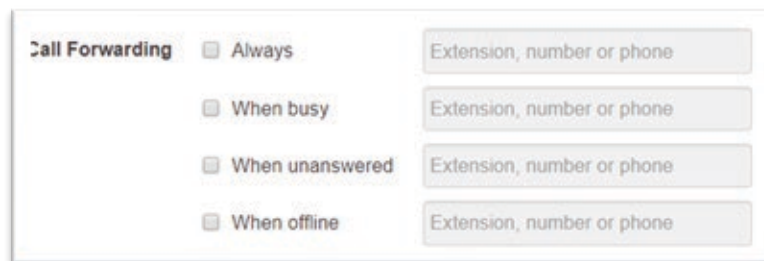 Call Forwarding Always Extension, number or phone
When busy Extension, number or phone
When unanswered Extension, number or phone
When offline Extension, number or phone